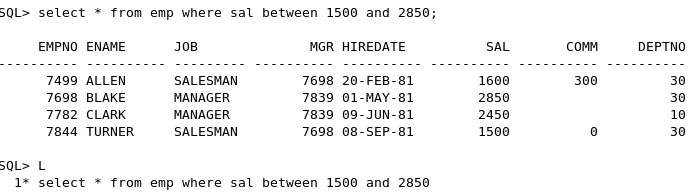 SQL> select * from emp where sal between 1500 and 2850;
EMPNO ENAME JOB MGR HIREDATE SAL COMM DEPTNO
---------- ---------- --------- ---------- --------- ---------- ---------- ----------
7499 ALLEN SALESMAN 7698 20-FEB-81 1600 300 30
7698 BLAKE MANAGER 7839 01-MAY-81 2850 30
7782 CLARK MANAGER 7839 09-JUN-81 2450 10
7844 TURNER SALESMAN 7698 08-SEP-81 1500 0 30
SQL> L
1* select * from emp where sal between 1500 and 2850